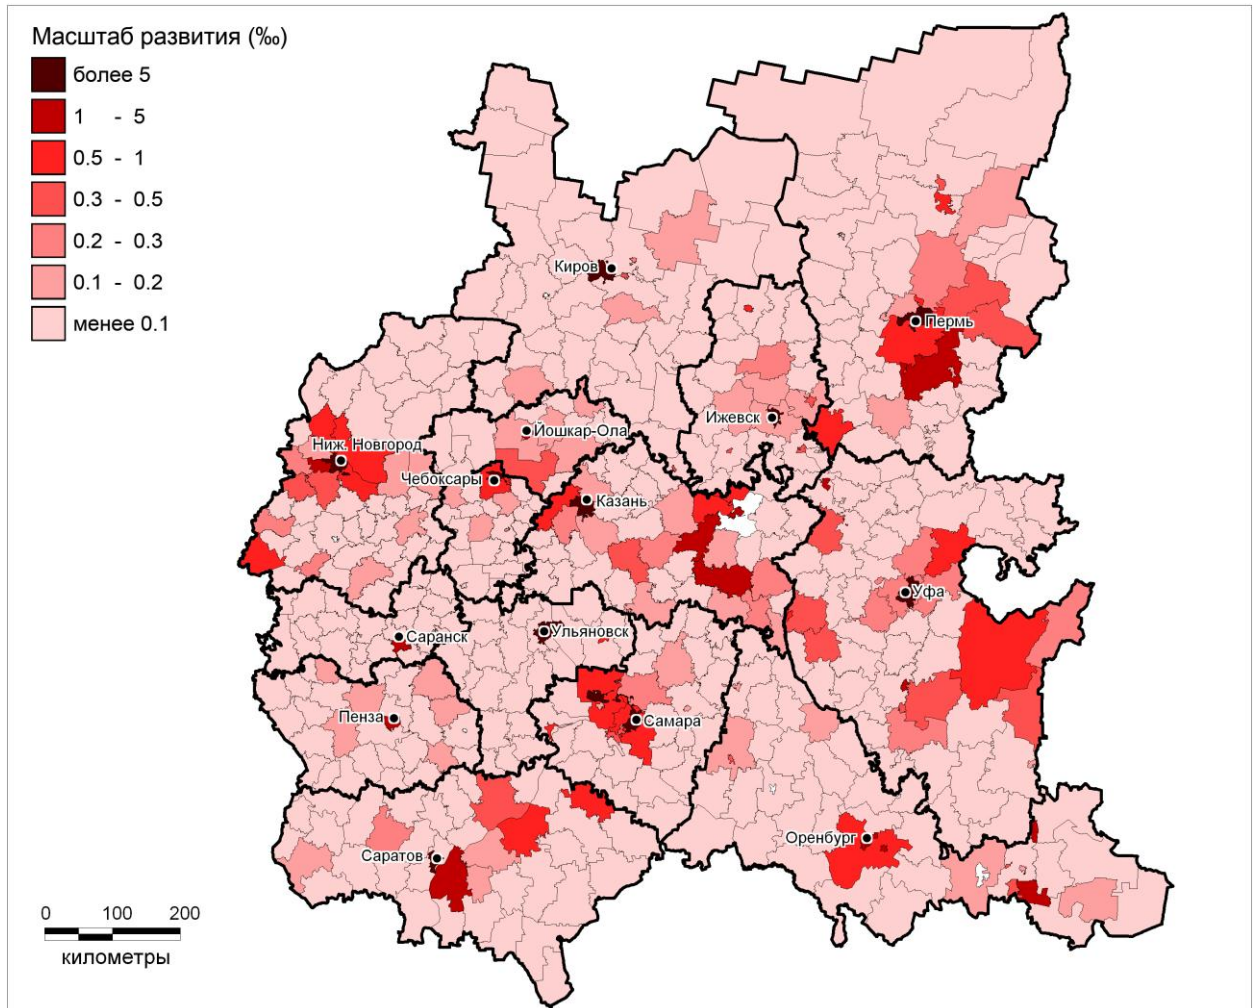 Масштаб развития (‰)
более 5
1 - 5
0.5 - 1
0.3 - 0.5
0.2 - 0.3
0.1 - 0.2
менее 0.1
Киров
Пермь
Ижевск
Йошкар-Ола
Ниж. Новгород
Чебоксары
Казань
Уфа
Саранск
Ульяновск
Пенза
Самара
Оренбург
Саратов
0 100 200
километры